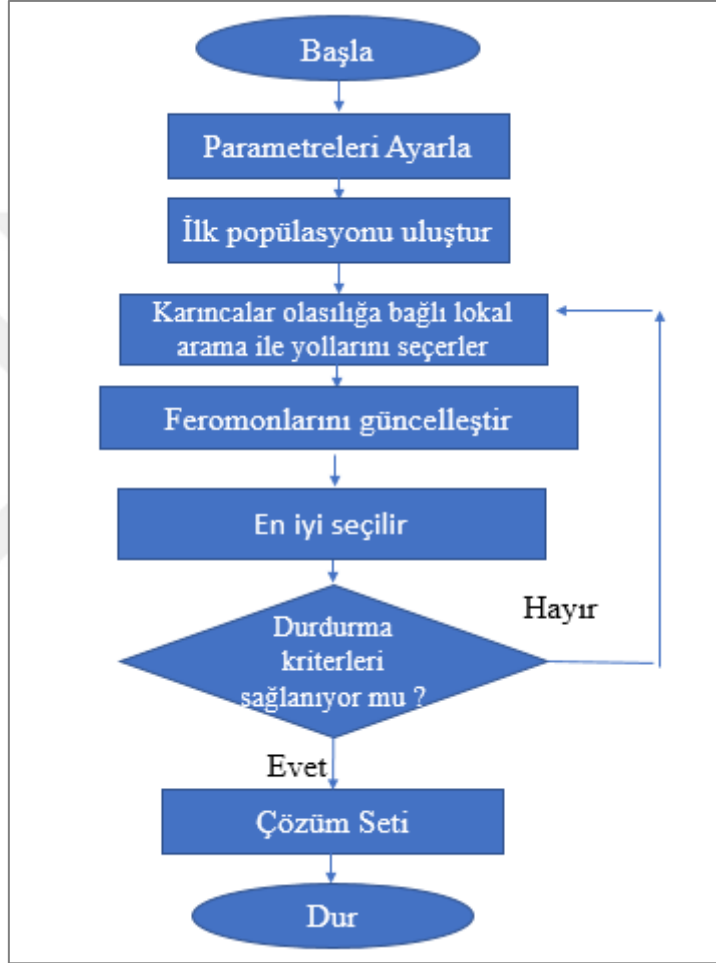 Başla
Parametreleri Ayarla
İlk popülasyonu uluştur
Karıncalar olasılığa bağlı lokal
arama ile yollarını seçerler
Feromonlarını güncelleştir
En iyi seçilir
Durdurma
kriterleri
sağlanıyor mu ?
Hayır
Evet
Çözüm Seti
Dur